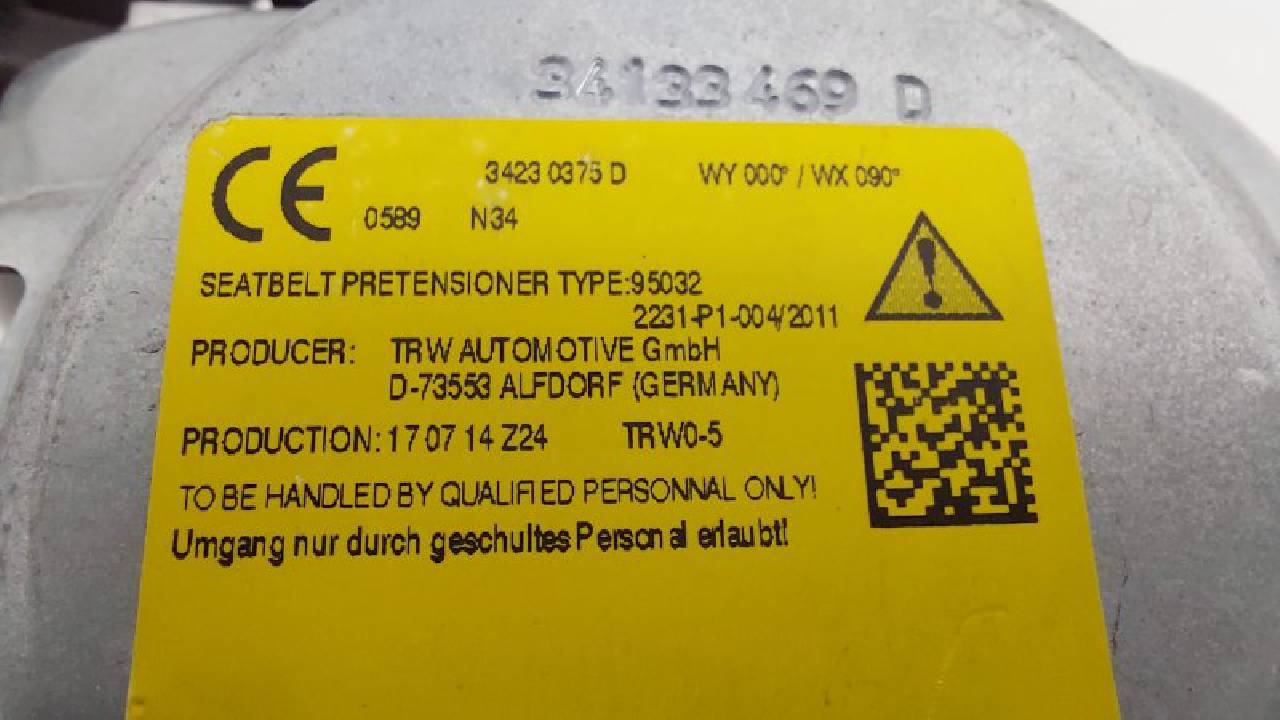 34133469 D
CE 3423 0375 D WY 000° / WX 090°
0589 N34
SEATBELT PRETENSIONER TYPE:95032
2231-P1-004/2011
PRODUCER: TRW AUTOMOTIVE GmbH
D-73553 ALFDORF (GERMANY)
PRODUCTION: 17 07 14 Z24 TRW0-5
TO BE HANDLED BY QUALIFIED PERSONNAL ONLY!
Umgang nur durch geschultes Personal erlaubt!